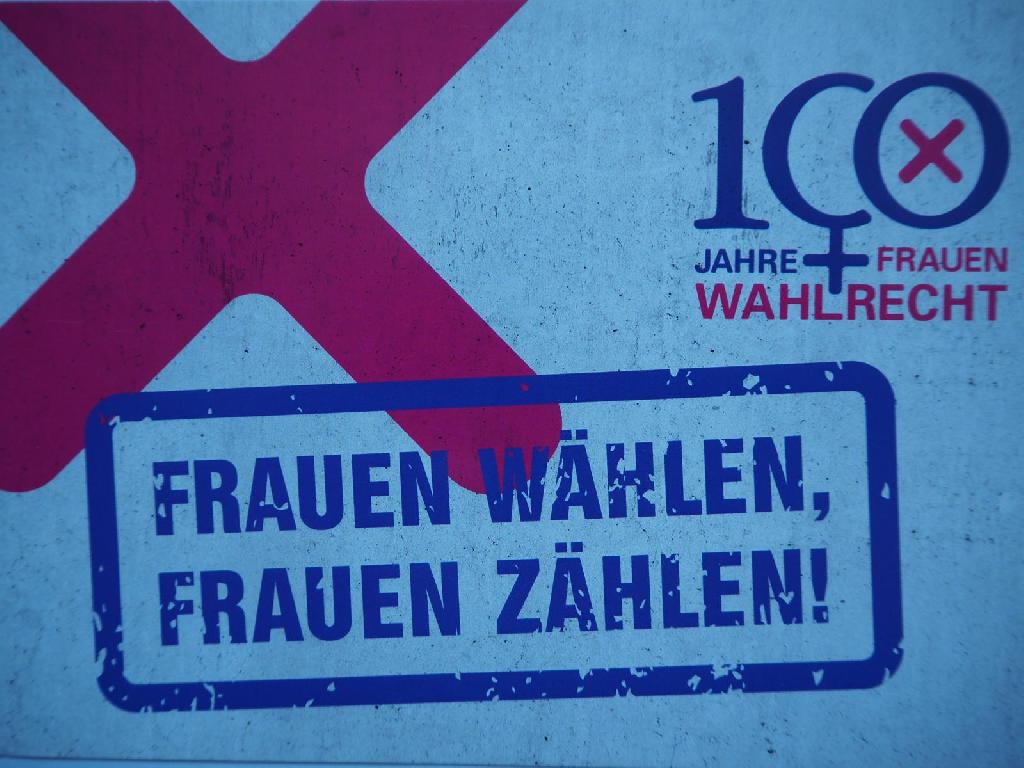 100
JAHRE FRAUEN
WAHLRECHT
FRAUEN WÄHLEN,
FRAUEN ZÄHLEN!